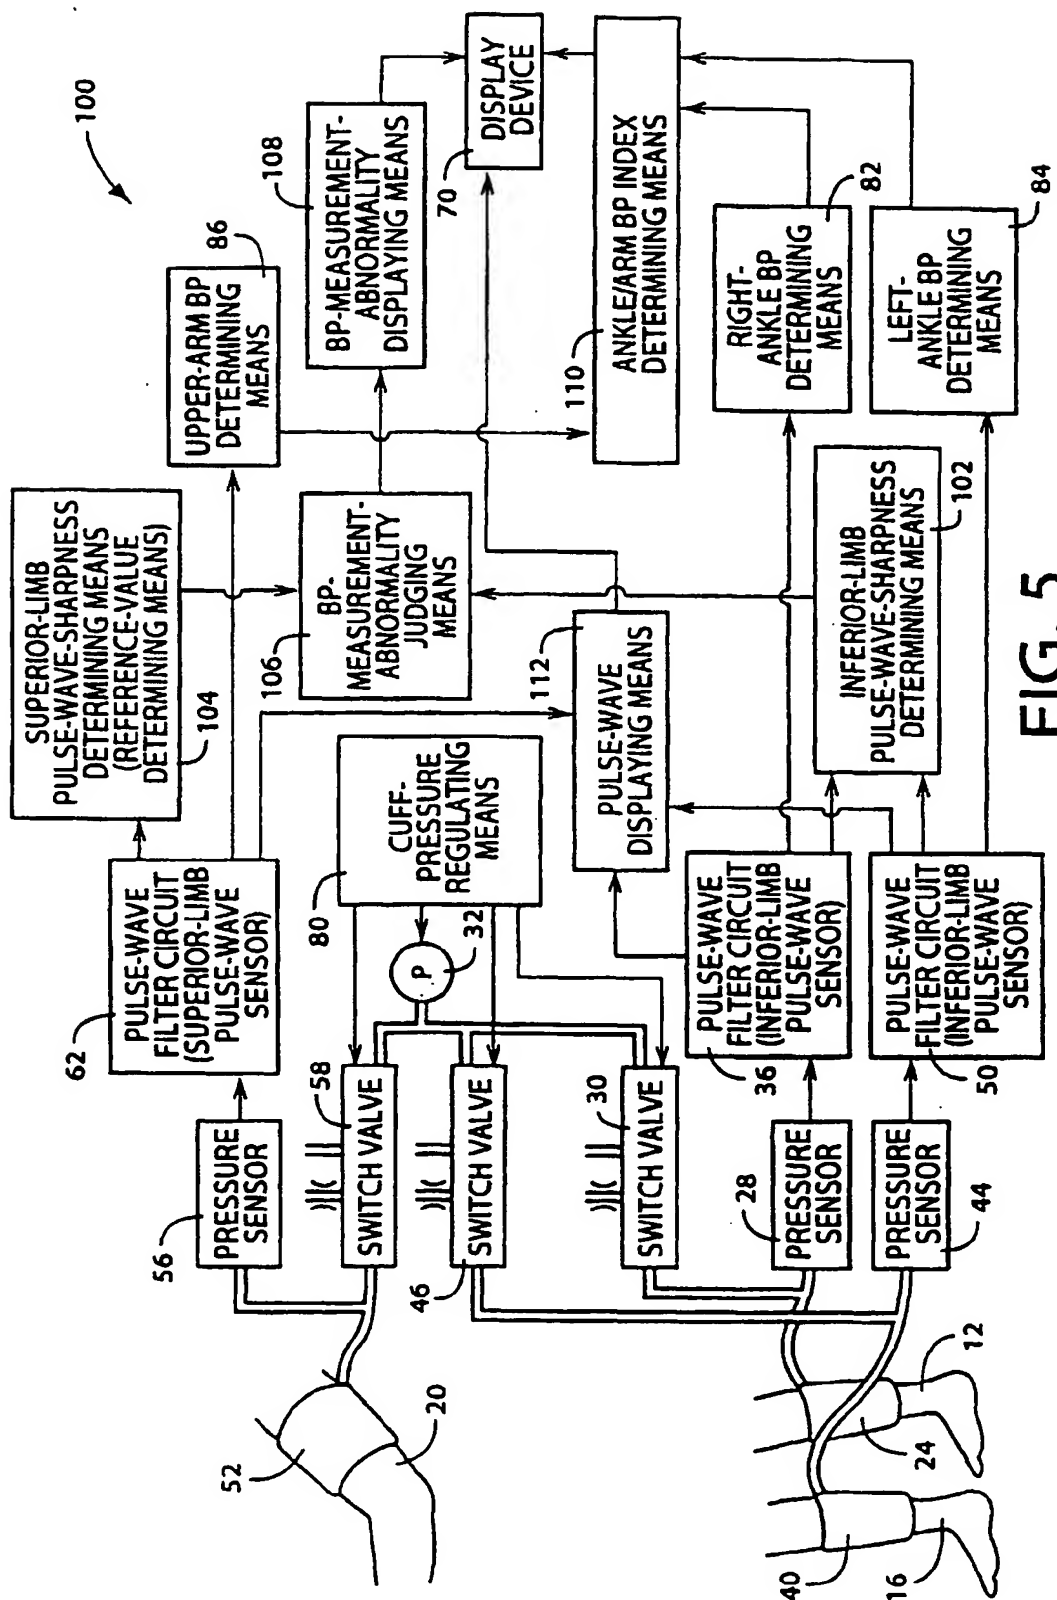 100
SUPERIOR-LIMB
PULSE-WAVE-SHARPNESS
DETERMINING MEANS
(REFERENCE-VALUE
DETERMINING MEANS)
104
UPPER-ARM BP
DETERMINING
MEANS
86
BP-MEASUREMENT-
ABNORMALITY
DISPLAYING MEANS
108
DISPLAY
DEVICE
70
BP-
MEASUREMENT-
ABNORMALITY
JUDGING
MEANS
106
ANKLE/ARM BP INDEX
DETERMINING MEANS
110
RIGHT-
ANKLE BP
DETERMINING
MEANS
82
LEFT-
ANKLE BP
DETERMINING
MEANS
84
INFERIOR-LIMB
PULSE-WAVE-SHARPNESS
DETERMINING MEANS
102
PULSE-WAVE
DISPLAYING MEANS
112
CUFF-
PRESSURE
REGULATING
MEANS
80
P
32
PULSE-WAVE
FILTER CIRCUIT
(SUPERIOR-LIMB
PULSE-WAVE
SENSOR)
62
PULSE-WAVE
FILTER CIRCUIT
(INFERIOR-LIMB
PULSE-WAVE
SENSOR)
36
PULSE-WAVE
FILTER CIRCUIT
(INFERIOR-LIMB
PULSE-WAVE
SENSOR)
50
PRESSURE
SENSOR
56
SWITCH VALVE
58
SWITCH VALVE
46
SWITCH VALVE
30
PRESSURE
SENSOR
28
PRESSURE
SENSOR
44
52
20
12
24
40
16
FIG. 5